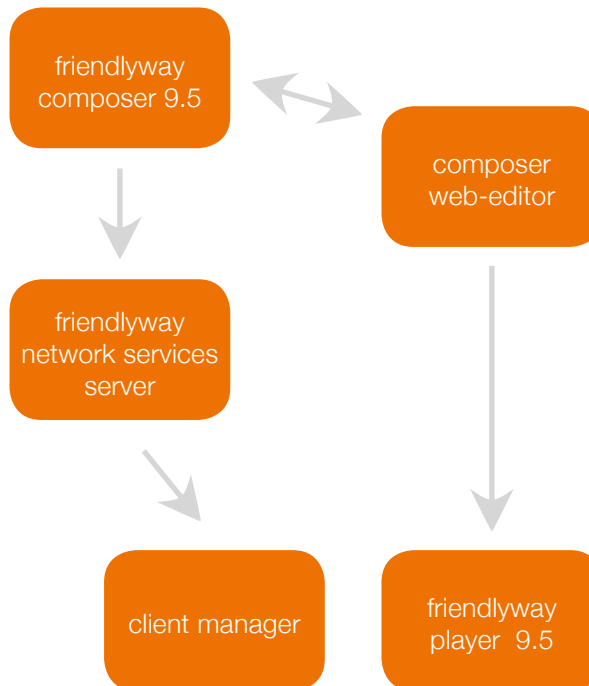 friendlyway
composer 9.5
composer
web-editor
friendlyway
network services
server
client manager
friendlyway
player 9.5